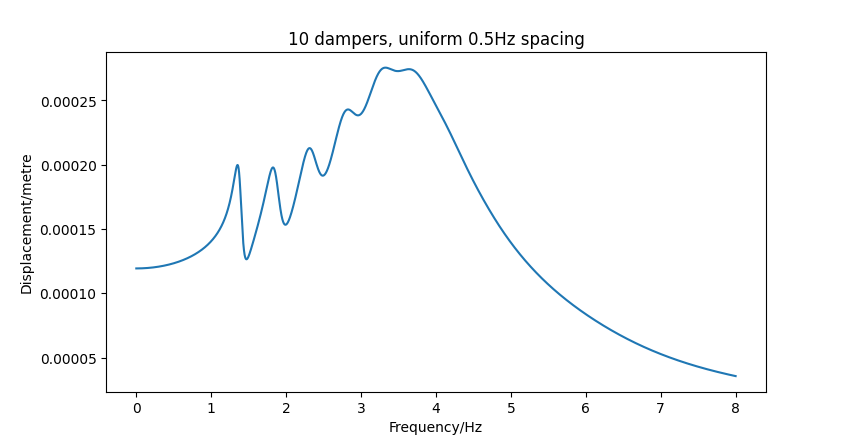 10 dampers, uniform 0.5Hz spacing
0.00025
0.00020
0.00015
0.00010
0.00005
Displacement/metre
0 1 2 3 4 5 6 7 8
Frequency/Hz